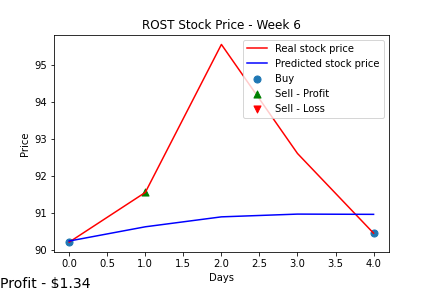 ROST Stock Price - Week 6
Real stock price
Predicted stock price
Buy
Sell - Profit
Sell - Loss
Price
95
94
93
92
91
90
0.0 0.5 1.0 1.5 2.0 2.5 3.0 3.5 4.0
Days
Profit - $1.34